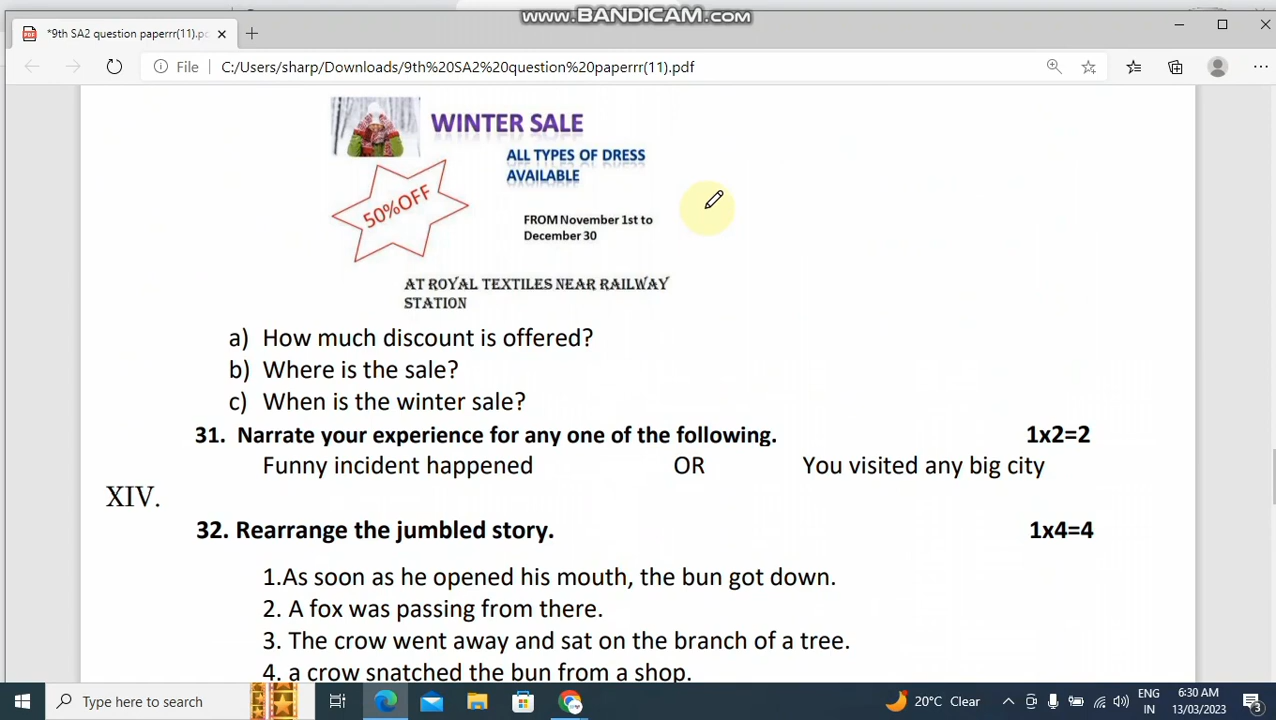 www.BANDICAM.com
*9th SA2 question paperrr(11).pd
File
C:/Users/sharp/Downloads/9th%20SA2%20question%20paperrr(11).pdf
WINTER SALE
ALL TYPES OF DRESS
AVAILABLE
50%OFF
FROM November 1st to
December 30
AT ROYAL TEXTILES NEAR RAILWAY
STATION
a) How much discount is offered?
b) Where is the sale?
c) When is the winter sale?
31. Narrate your experience for any one of the following. 1x2=2
Funny incident happened OR You visited any big city
XIV.
32. Rearrange the jumbled story. 1x4=4
1.As soon as he opened his mouth, the bun got down.
2. A fox was passing from there.
3. The crow went away and sat on the branch of a tree.
4. a crow snatched the bun from a shop.
Type here to search
20°C Clear
ENG
IN
6:30 AM
13/03/2023
3